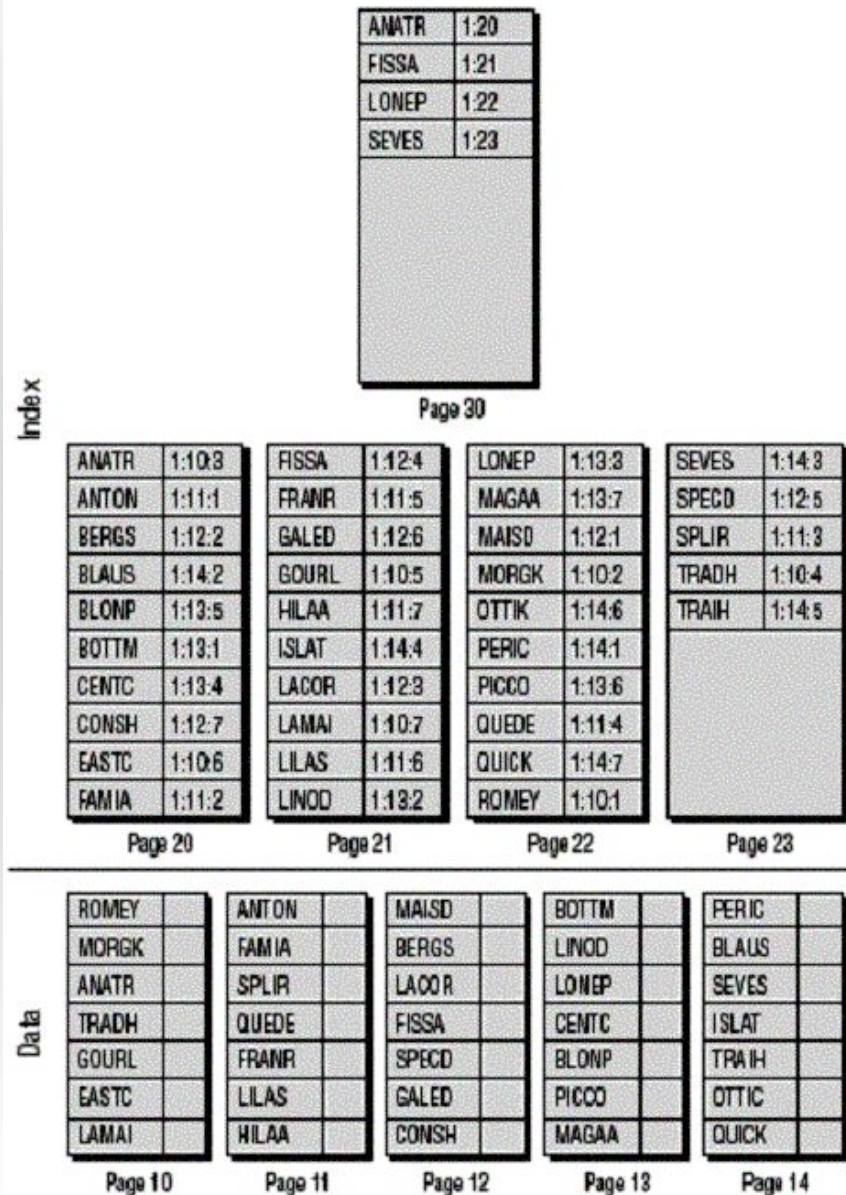 ANATR 1:20
FISSA 1:21
LONEP 1:22
SEVES 1:23
Page 30
Index
ANATR 1:10:3 FISSA 1:12:4 LONEP 1:13:3 SEVES 1:14:3
ANTON 1:11:1 FRANR 1:11:5 MAGAA 1:13:7 SPECD 1:12:5
BERGS 1:12:2 GALED 1:12:6 MAISD 1:12:1 SPLIR 1:11:3
BLAUS 1:14:2 GOURL 1:10:5 MORGK 1:10:2 TRADH 1:10:4
BLONP 1:13:5 HILAA 1:11:7 OTTIK 1:14:6 TRAIH 1:14:5
BOTTM 1:13:1 ISLAT 1:14:4 PERIC 1:14:1
CENTC 1:13:4 LACOR 1:12:3 PICCO 1:13:6
CONSH 1:12:7 LAMAI 1:10:7 QUEDE 1:11:4
EASTC 1:10:6 LILAS 1:11:6 QUICK 1:14:7
FAMIA 1:11:2 LINOD 1:13:2 ROMEY 1:10:1
Page 20 Page 21 Page 22 Page 23
Data
ROMEY ANTON MAISD BOTTM PERIC
MORGK FAMIA BERGS LINOD BLAUS
ANATR SPLIR LACOR LONEP SEVES
TRADH QUEDE FISSA CENTC ISLAT
GOURL FRANR SPECD BLONP TRAIH
EASTC LILAS GALED PICCO OTTIC
LAMAI HILAA CONSH MAGAA QUICK
Page 10 Page 11 Page 12 Page 13 Page 14